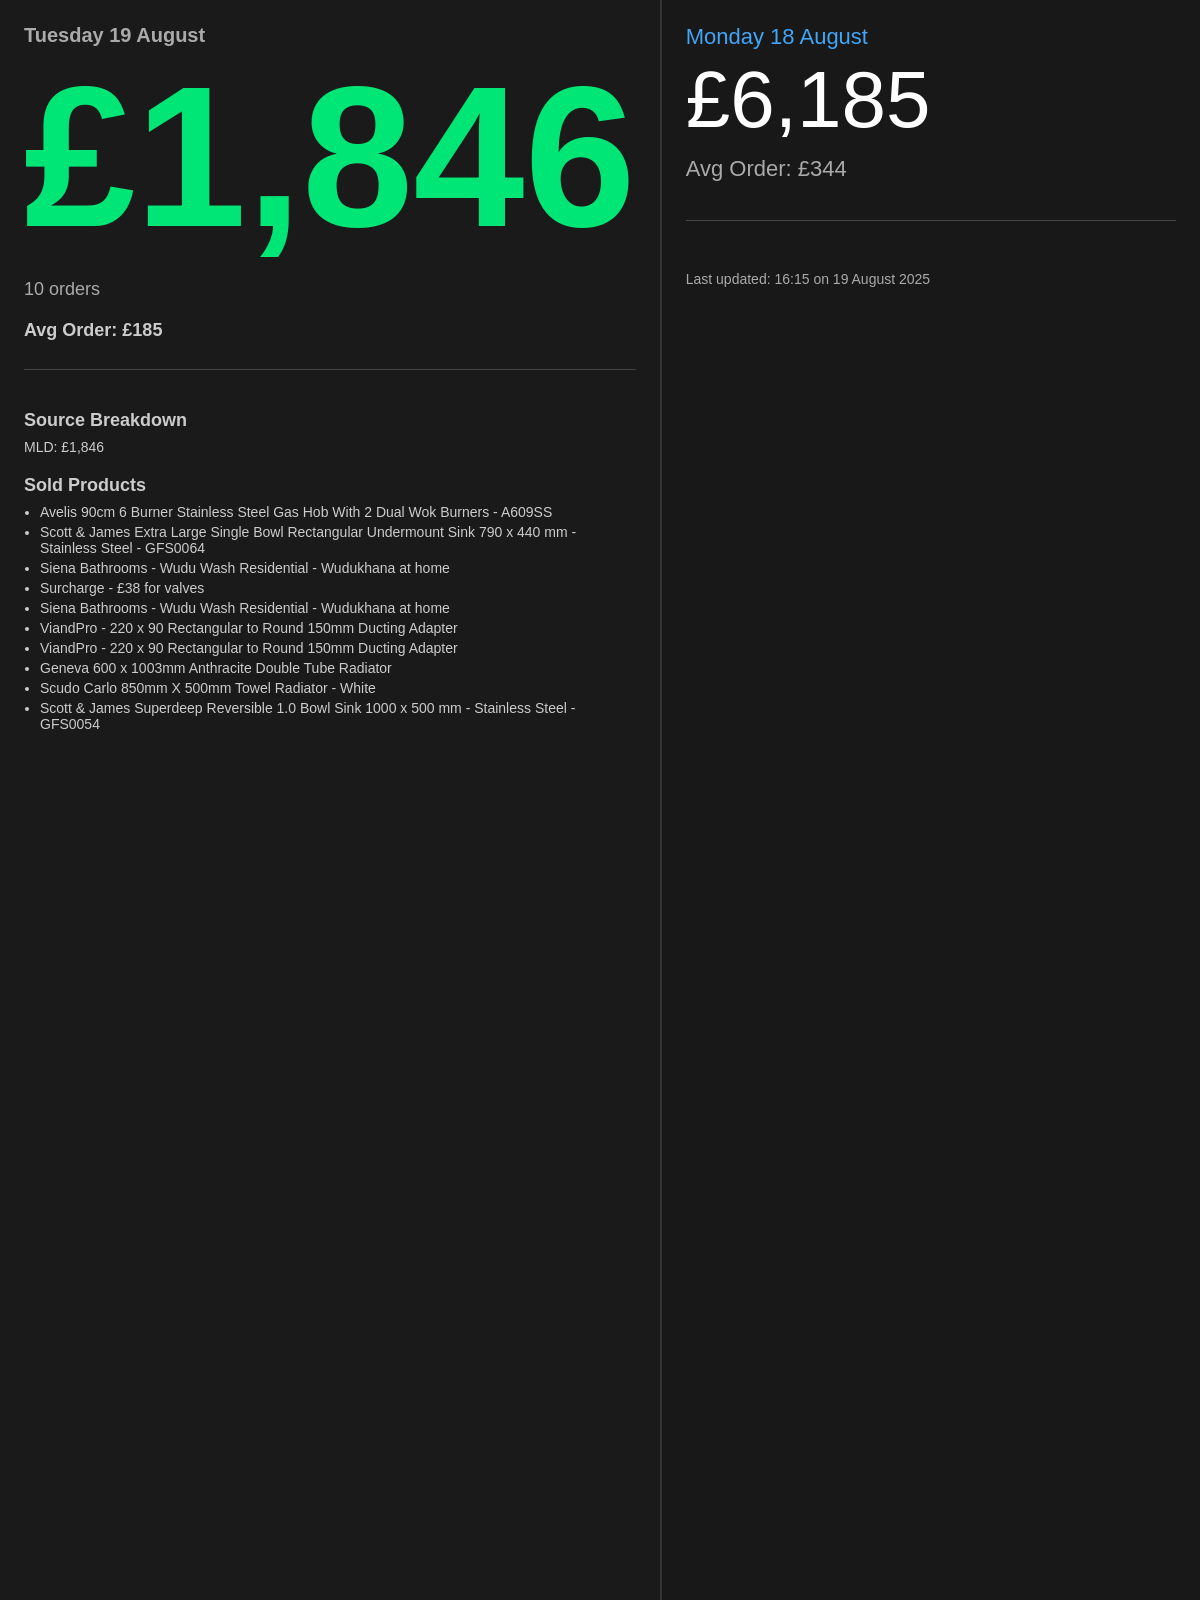 Tuesday 19 August
£1,846
10 orders
Avg Order: £185
Source Breakdown
MLD: £1,846
Sold Products
• Avelis 90cm 6 Burner Stainless Steel Gas Hob With 2 Dual Wok Burners - A609SS
• Scott & James Extra Large Single Bowl Rectangular Undermount Sink 790 x 440 mm -
Stainless Steel - GFS0064
• Siena Bathrooms - Wudu Wash Residential - Wudukhana at home
• Surcharge - £38 for valves
• Siena Bathrooms - Wudu Wash Residential - Wudukhana at home
• ViandPro - 220 x 90 Rectangular to Round 150mm Ducting Adapter
• ViandPro - 220 x 90 Rectangular to Round 150mm Ducting Adapter
• Geneva 600 x 1003mm Anthracite Double Tube Radiator
• Scudo Carlo 850mm X 500mm Towel Radiator - White
• Scott & James Superdeep Reversible 1.0 Bowl Sink 1000 x 500 mm - Stainless Steel -
GFS0054
Monday 18 August
£6,185
Avg Order: £344
Last updated: 16:15 on 19 August 2025